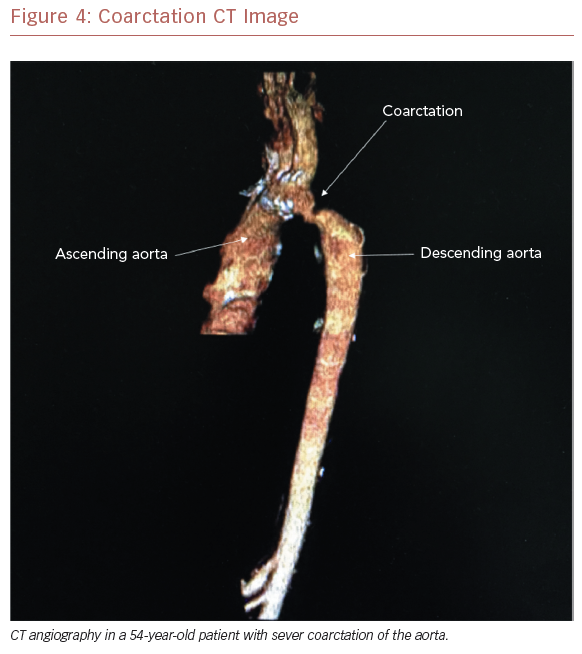 Figure 4: Coarctation CT Image
Coarctation
Ascending aorta
Descending aorta
CT angiography in a 54-year-old patient with sever coarctation of the aorta.